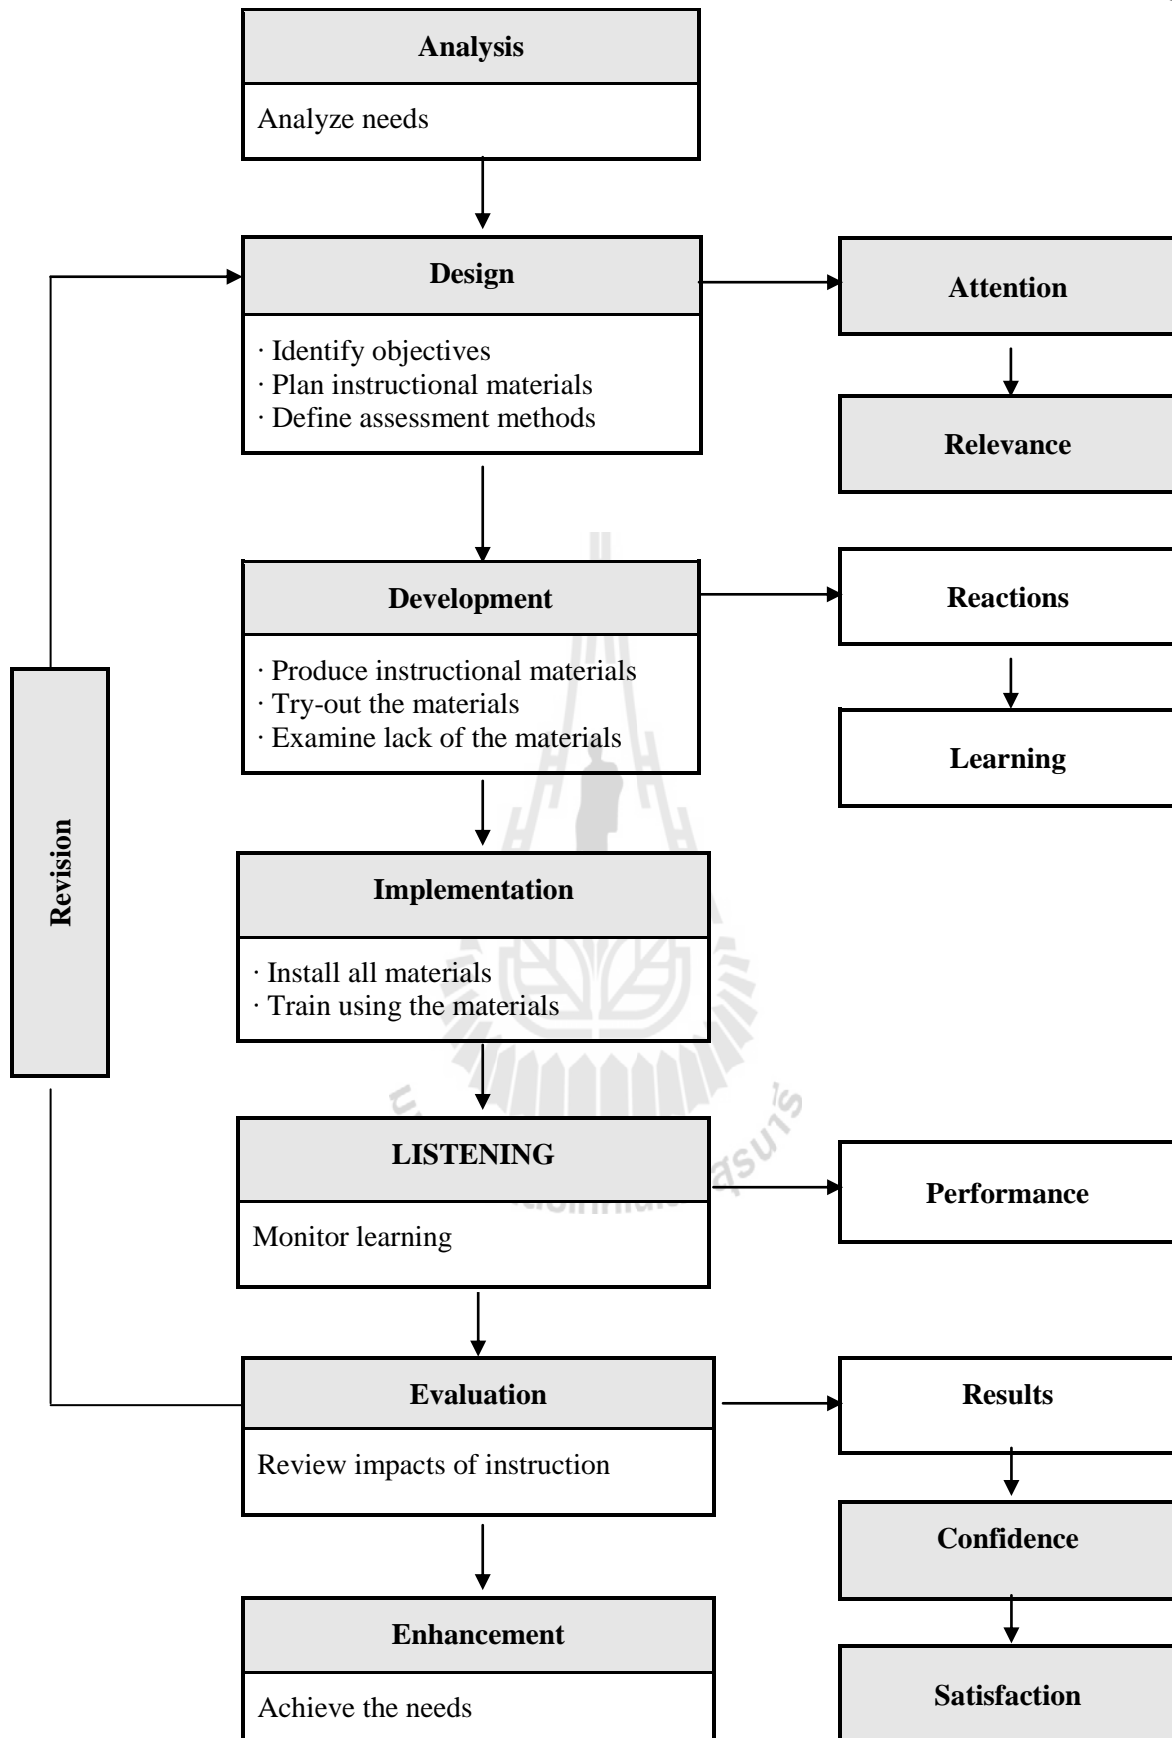 Analysis
Analyze needs
Design
· Identify objectives
· Plan instructional materials
· Define assessment methods
Attention
Relevance
Development
· Produce instructional materials
· Try-out the materials
· Examine lack of the materials
Reactions
Learning
Revision
Implementation
· Install all materials
· Train using the materials
LISTENING
Monitor learning
Performance
Evaluation
Review impacts of instruction
Results
Confidence
Enhancement
Achieve the needs
Satisfaction